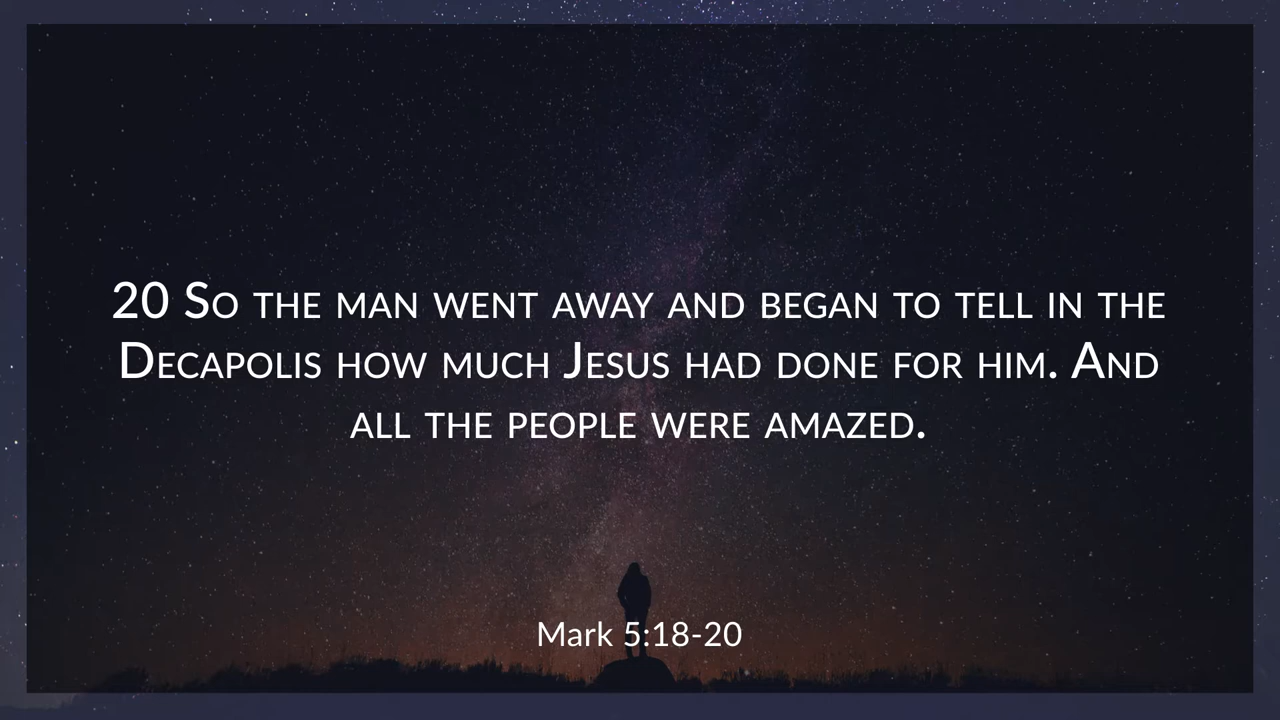 20 So the man went away and began to tell in the
Decapolis how much Jesus had done for him. And
all the people were amazed.
Mark 5:18-20